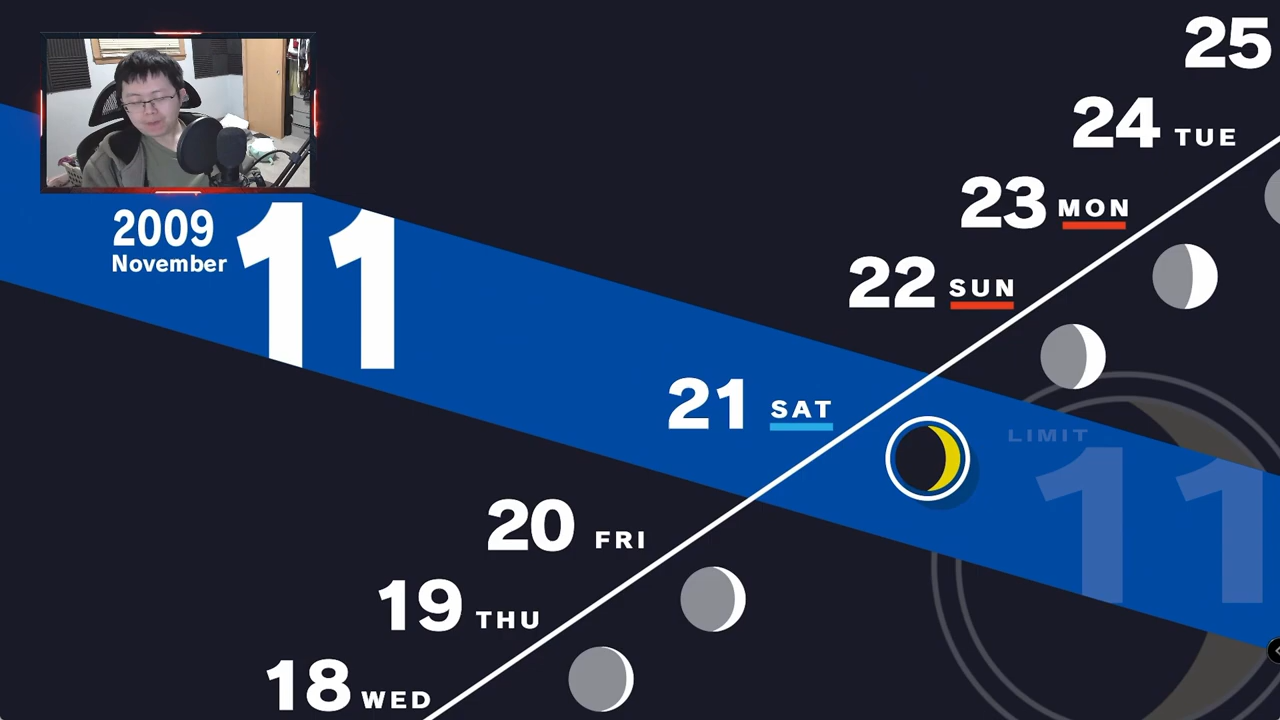 25
24 TUE
23 MON
22 SUN
2009
November
11
21 SAT
LIMIT
11
20 FRI
19 THU
18 WED